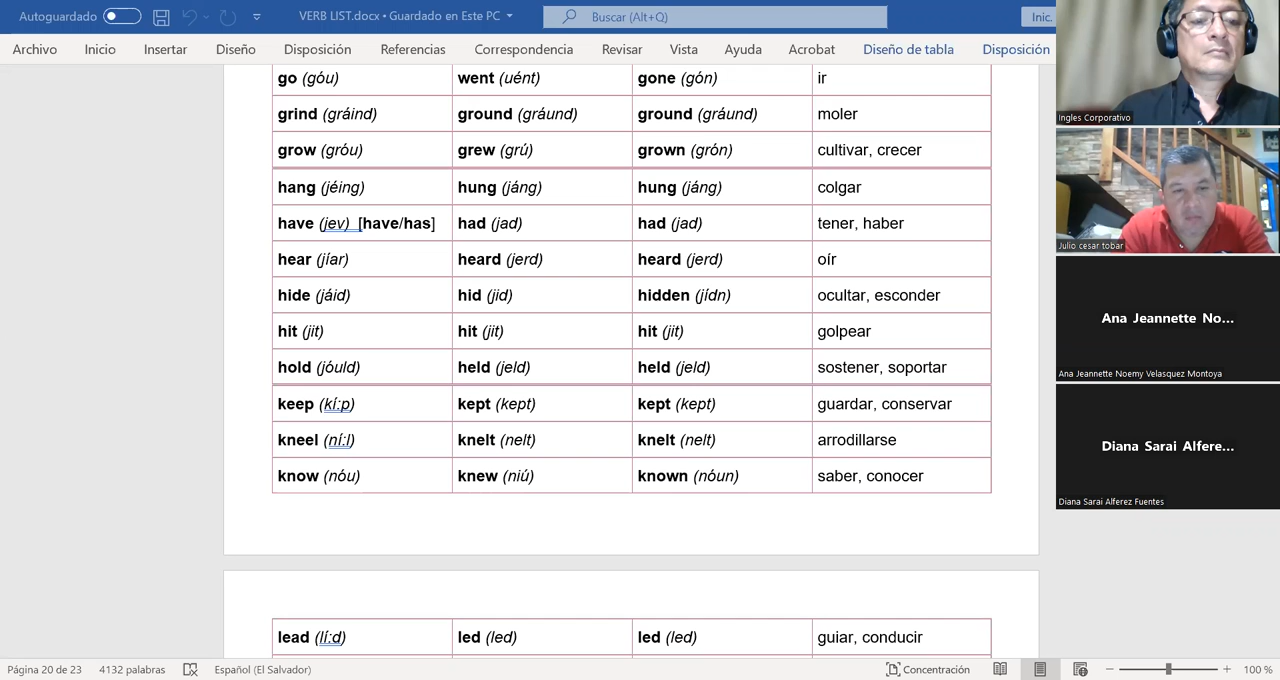 Autoguardado
VERB LIST.docx • Guardado en Este PC
Buscar (Alt+Q)
Inic.
Archivo Inicio Insertar Diseño Disposición Referencias Correspondencia Revisar Vista Ayuda Acrobat Diseño de tabla Disposición
go (góu) went (uént) gone (gón) ir
grind (gráind) ground (gráund) ground (gráund) moler
grow (gróu) grew (grú) grown (grón) cultivar, crecer
hang (jéing) hung (jáng) hung (jáng) colgar
have (jev) [have/has] had (jad) had (jad) tener, haber
hear (jíar) heard (jerd) heard (jerd) oír
hide (jáid) hid (jid) hidden (jídn) ocultar, esconder
hit (jit) hit (jit) hit (jit) golpear
hold (jóuld) held (jeld) held (jeld) sostener, soportar
keep (kí:p) kept (kept) kept (kept) guardar, conservar
kneel (ní:l) knelt (nelt) knelt (nelt) arrodillarse
know (nóu) knew (niú) known (nóun) saber, conocer
lead (lí:d) led (led) led (led) guiar, conducir
Ingles Corporativo
Julio cesar tobar
Ana Jeannette No...
Ana Jeannette Noemy Velasquez Montoya
Diana Sarai Alfere...
Diana Sarai Alferez Fuentes
Página 20 de 23 4132 palabras Español (El Salvador) Concentración 100 %